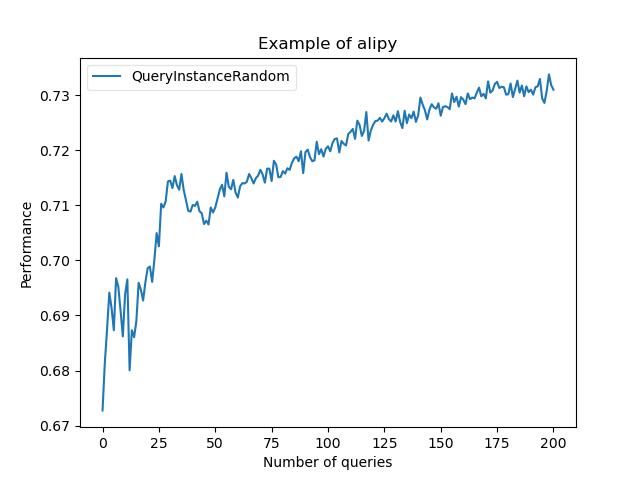 Example of alipy
QueryInstanceRandom
0.73
0.72
0.71
0.70
0.69
0.68
0.67
Performance
0 25 50 75 100 125 150 175 200
Number of queries